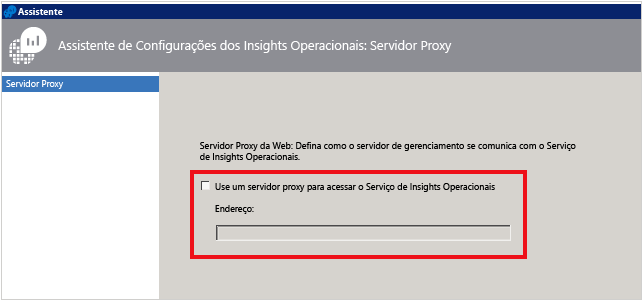 Assistente
Assistente de Configurações dos Insights Operacionais: Servidor Proxy
Servidor Proxy
Servidor Proxy da Web: Defina como o servidor de gerenciamento se comunica com o Serviço
de Insights Operacionais.
Use um servidor proxy para acessar o Serviço de Insights Operacionais
Endereço: